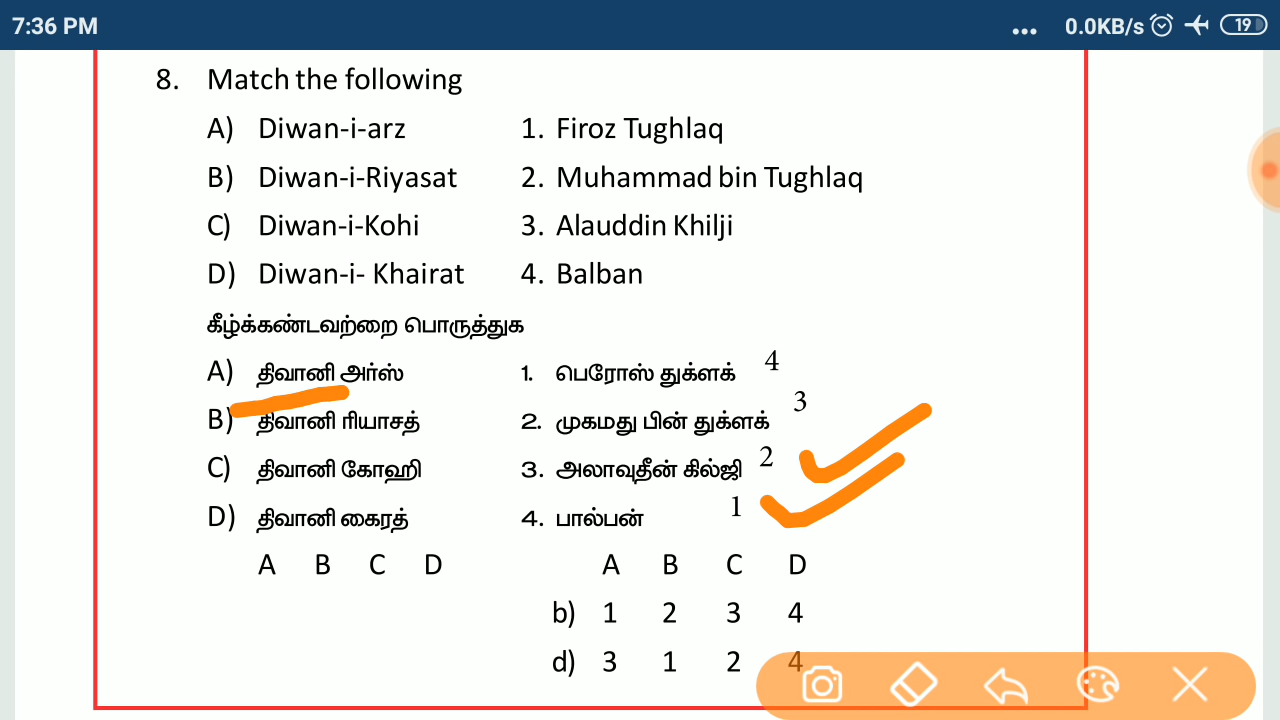 7:36 PM ... 0.0KB/s 19
8. Match the following
A) Diwan-i-arz 1. Firoz Tughlaq
B) Diwan-i-Riyasat 2. Muhammad bin Tughlaq
C) Diwan-i-Kohi 3. Alauddin Khilji
D) Diwan-i- Khairat 4. Balban
கீழ்க்கண்டவற்றை பொருத்துக
A) திவானி அர்ஸ் 1. பெரோஸ் துக்ளக் 4
B) திவானி ரியாசத் 2. முகமது பின் துக்ளக் 3
C) திவானி கோஹி 3. அலாவுதீன் கில்ஜி 2
D) திவானி கைரத் 4. பால்பன் 1
A B C D A B C D
b) 1 2 3 4
d) 3 1 2 4